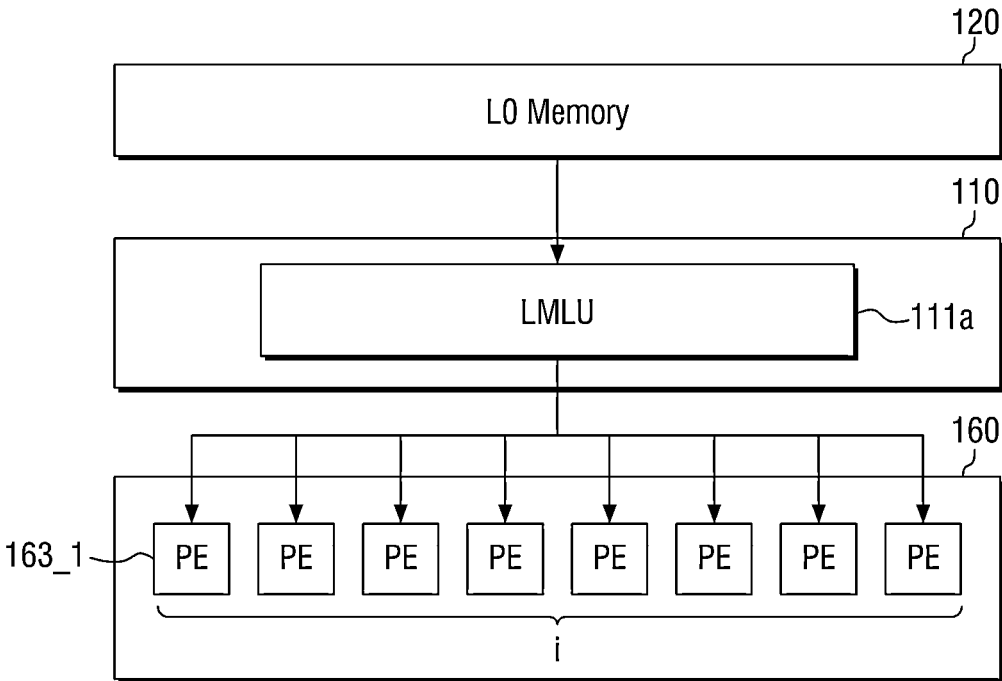 120
L0 Memory
110
LMLU
111a
160
163_1
PE PE PE PE PE PE PE PE
i